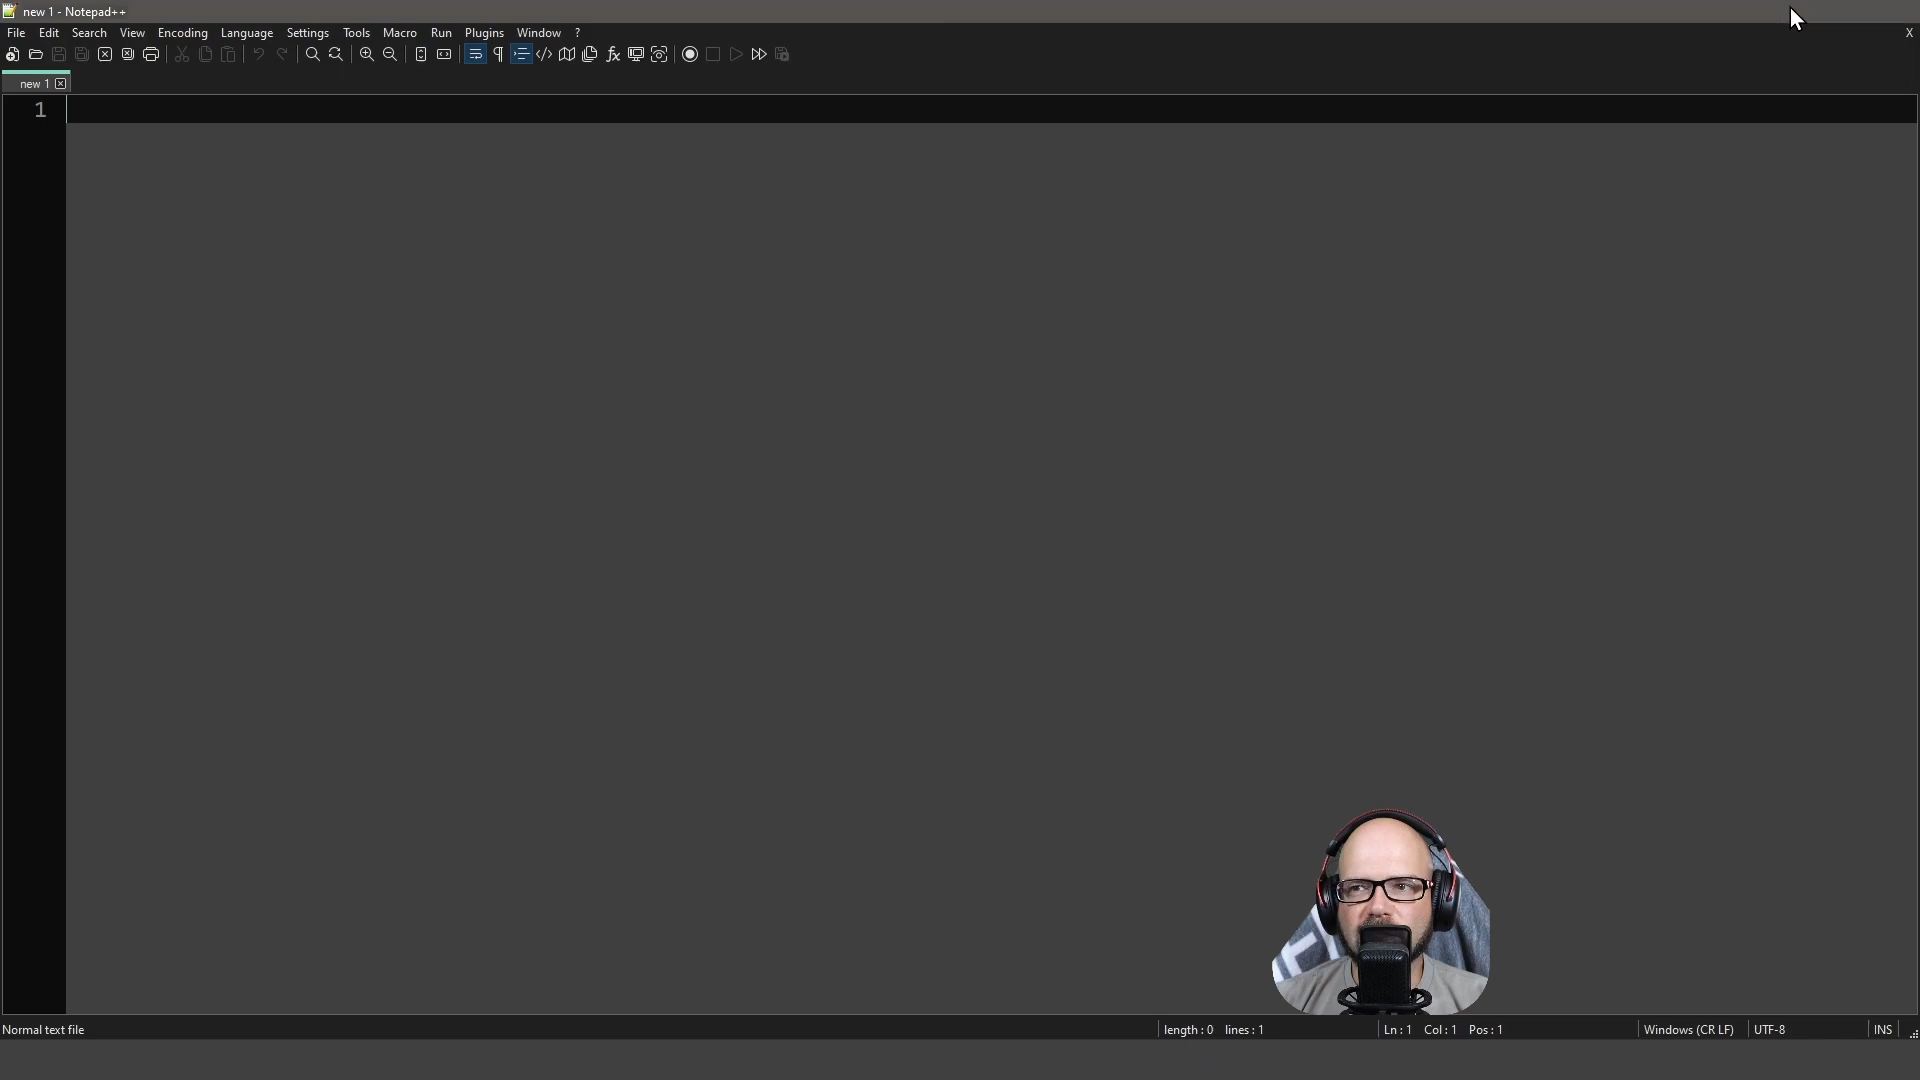 new 1 - Notepad++
File Edit Search View Encoding Language Settings Tools Macro Run Plugins Window ? X
new 1
1
Normal text file length : 0 lines : 1 Ln : 1 Col : 1 Pos : 1 Windows (CR LF) UTF-8 INS